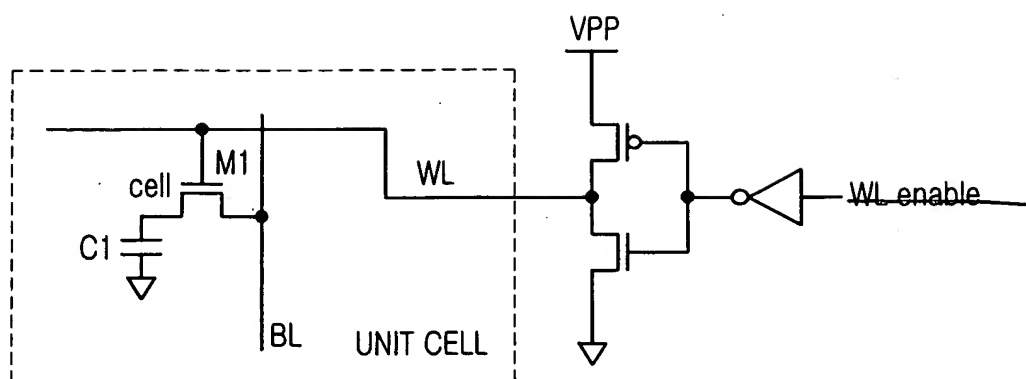 VPP
M1
cell
WL
WL enable
C1
BL
UNIT CELL